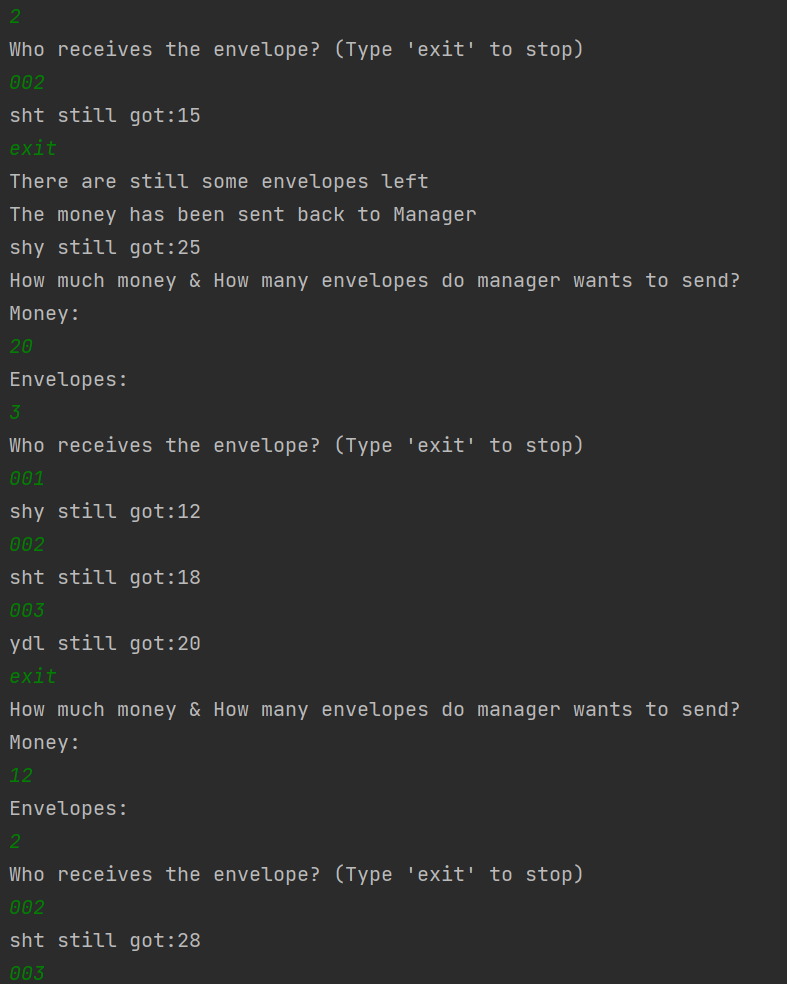 2
Who receives the envelope? (Type 'exit' to stop)
002
sht still got:15
exit
There are still some envelopes left
The money has been sent back to Manager
shy still got:25
How much money & How many envelopes do manager wants to send?
Money:
20
Envelopes:
3
Who receives the envelope? (Type 'exit' to stop)
001
shy still got:12
002
sht still got:18
003
ydl still got:20
exit
How much money & How many envelopes do manager wants to send?
Money:
12
Envelopes:
2
Who receives the envelope? (Type 'exit' to stop)
002
sht still got:28
003